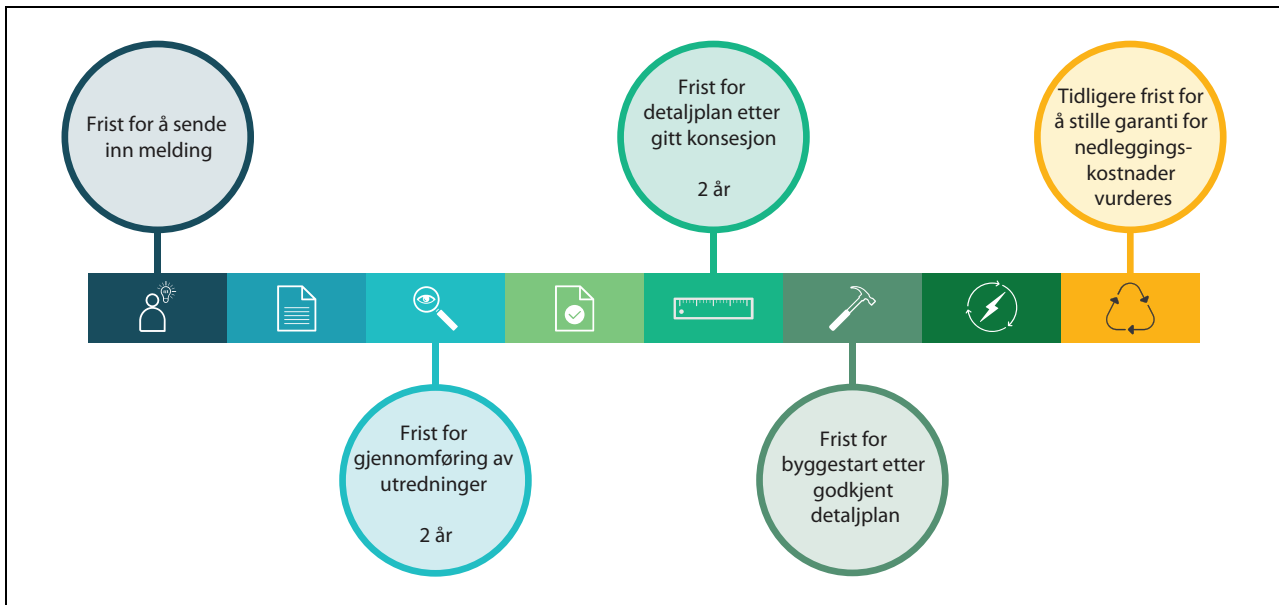 Frist for å sende
inn melding
Frist for
gjennomføring av
utredninger
2 år
Frist for
detaljplan etter
gitt konsesjon
2 år
Frist for
byggestart etter
godkjent
detaljplan
Tidligere frist for
å stille garanti for
nedleggings-
kostnader
vurderes